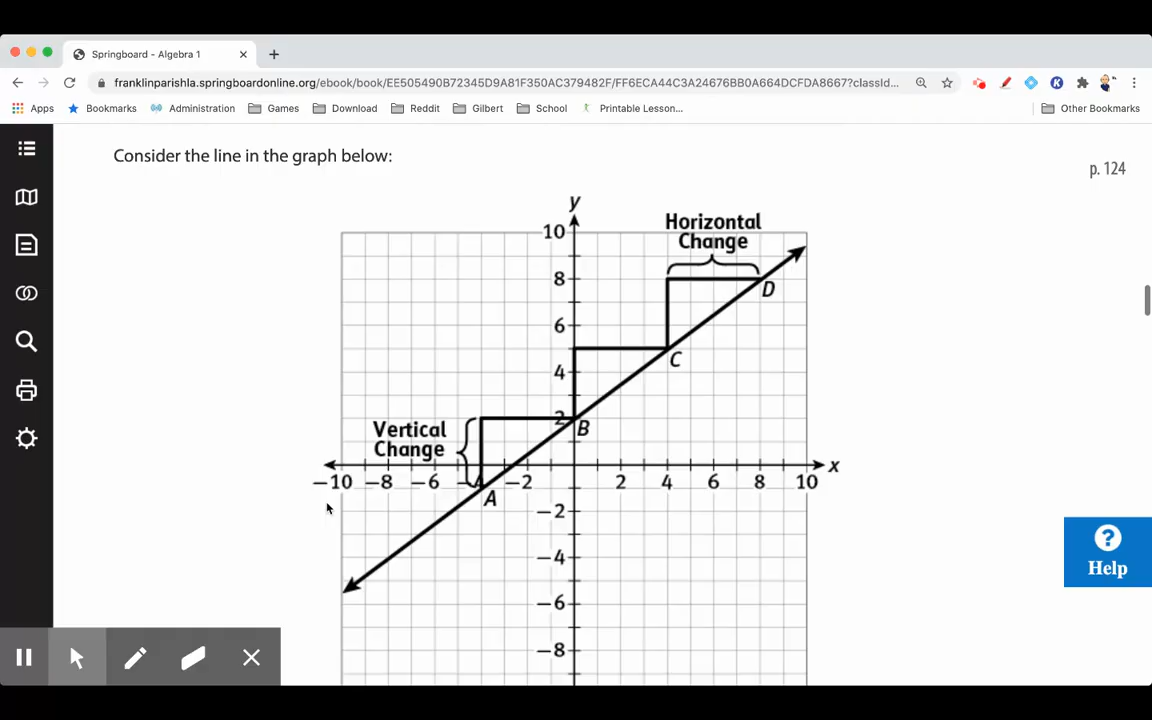 Springboard - Algebra 1
franklinparishla.springboardonline.org/ebook/book/EE505490B72345D9A81F350AC379482F/FF6ECA44C3A24676BB0A664DCFDA8667?classId...
Apps Bookmarks Administration Games Download Reddit Gilbert School Printable Lesson... Other Bookmarks
Consider the line in the graph below:
p. 124
y
10
Horizontal
Change
8
D
6
C
4
2
B
Vertical
Change
x
-10 -8 -6 -4 -2 2 4 6 8 10
A
-2
-4
-6
-8
?
Help